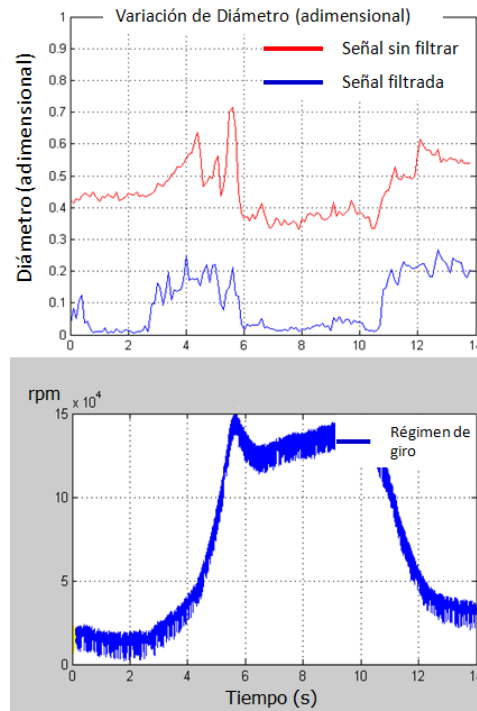 Variación de Diámetro (adimensional)
Diámetro (adimensional)
1
0.9
0.8
0.7
0.6
0.5
0.4
0.3
0.2
0.1
0
Señal sin filtrar
Señal filtrada
0 2 4 6 8 10 12 14
rpm
x 10⁴
15
10
5
0
Régimen de
giro
0 2 4 6 8 10 12 14
Tiempo (s)